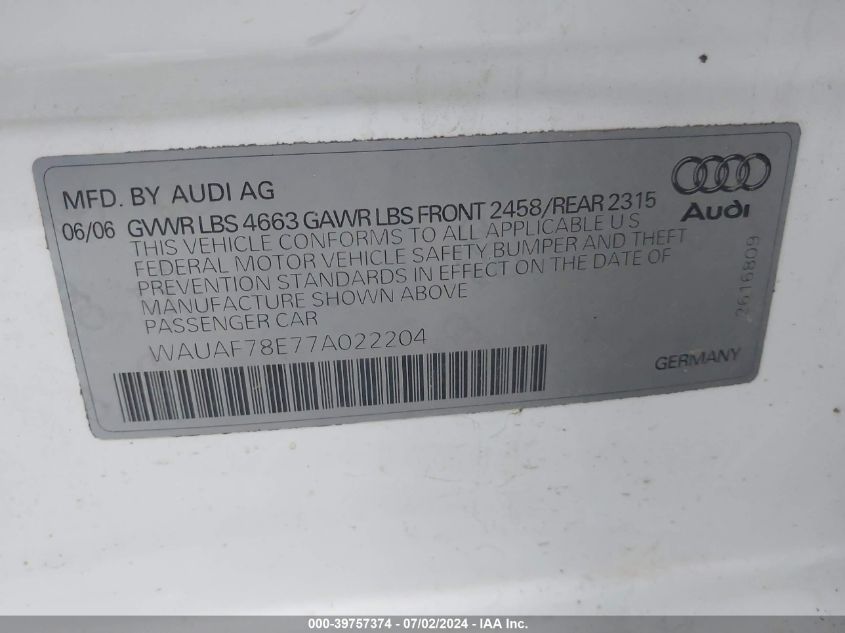 MFD. BY AUDI AG
06/06 GVWR LBS 4663 GAWR LBS FRONT 2458/REAR 2315
THIS VEHICLE CONFORMS TO ALL APPLICABLE U S
FEDERAL MOTOR VEHICLE SAFETY, BUMPER AND THEFT
PREVENTION STANDARDS IN EFFECT ON THE DATE OF
MANUFACTURE SHOWN ABOVE
PASSENGER CAR
WAUAF78E77A022204
Audi
2616809
GERMANY
000-39757374 - 07/02/2024 - IAA Inc.